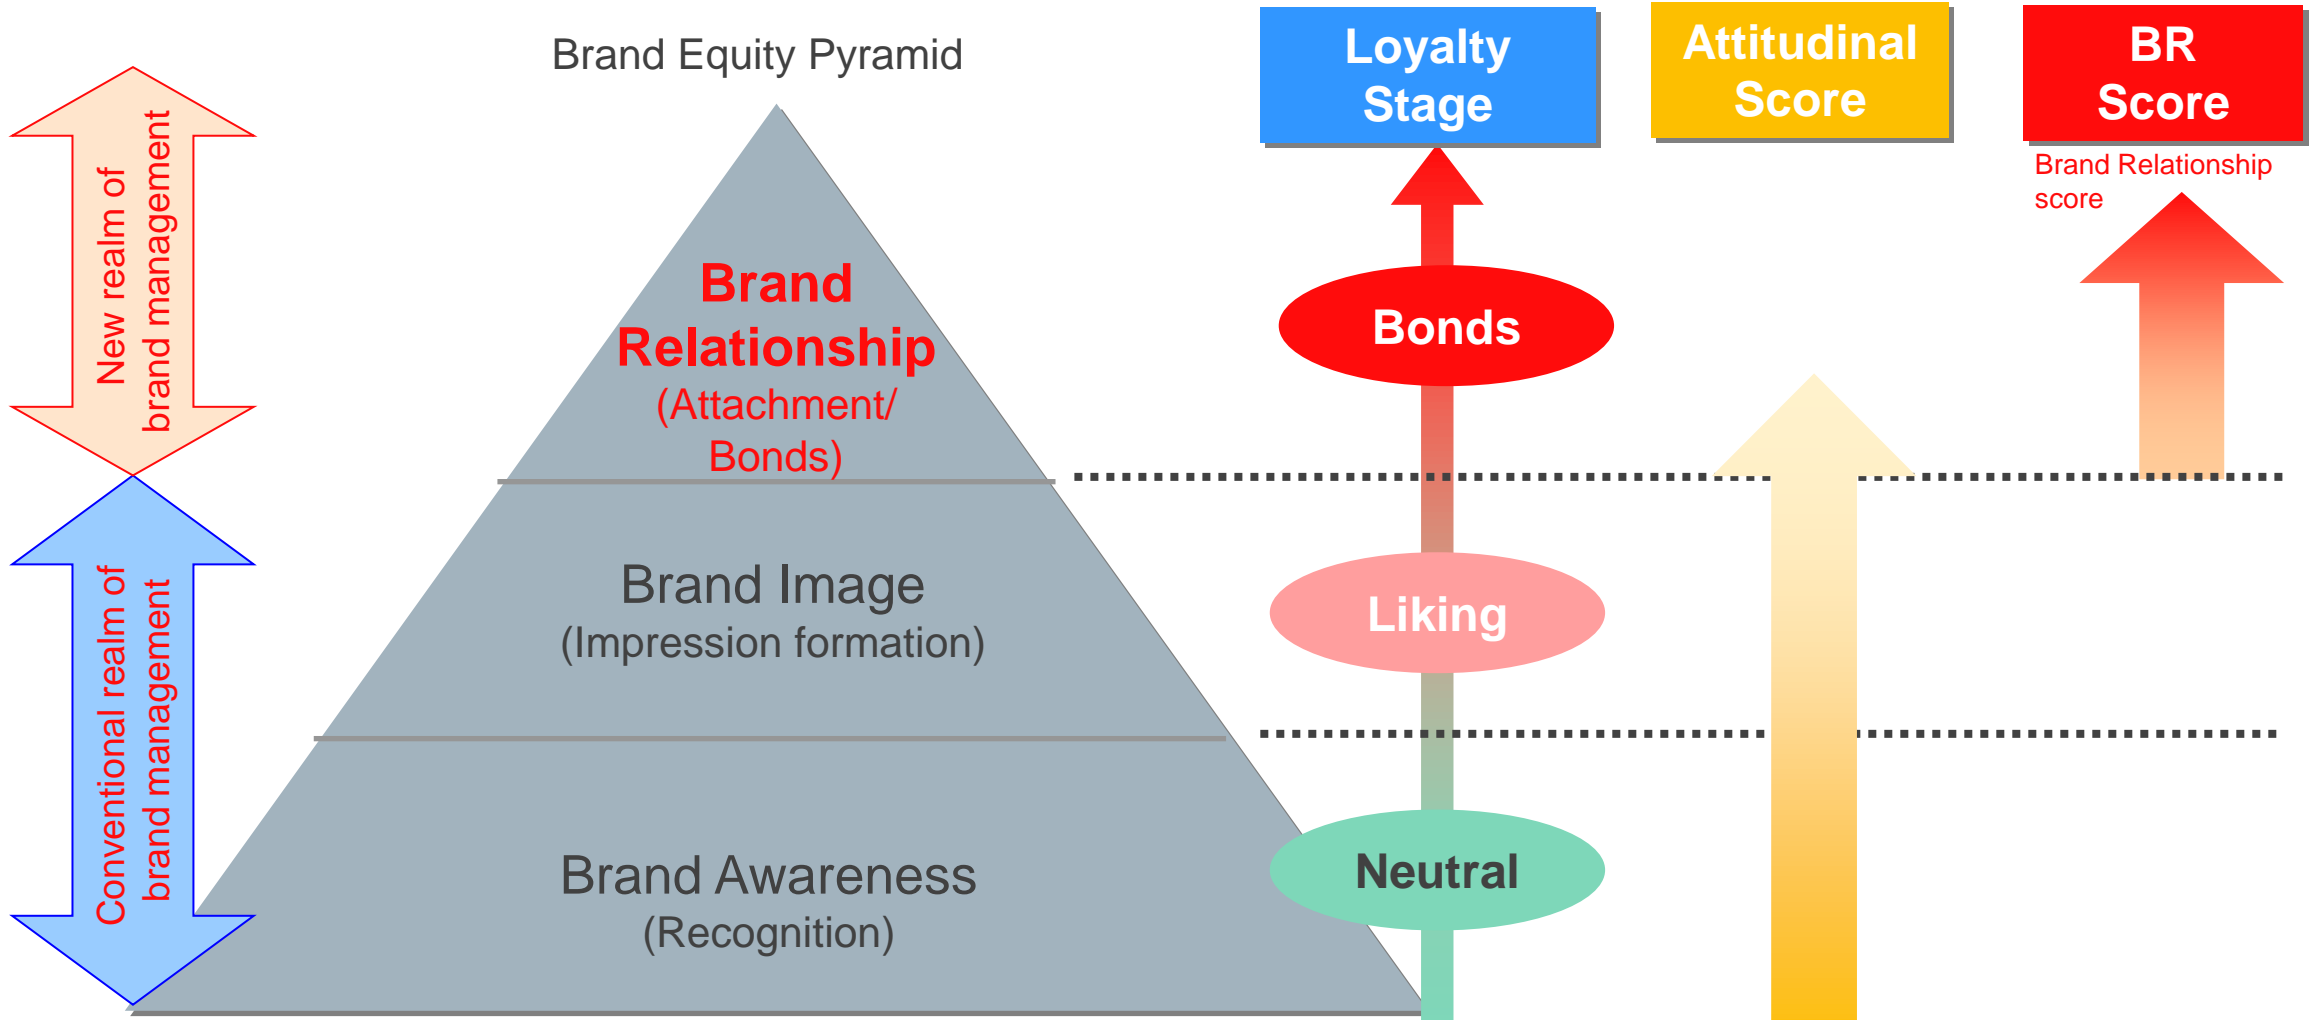 Brand Equity Pyramid
Loyalty
Stage
Attitudinal
Score
BR
Score
Brand Relationship
score
New realm of
brand management
Brand
Relationship
(Attachment/
Bonds)
Bonds
Conventional realm of
brand management
Brand Image
(Impression formation)
Liking
Brand Awareness
(Recognition)
Neutral